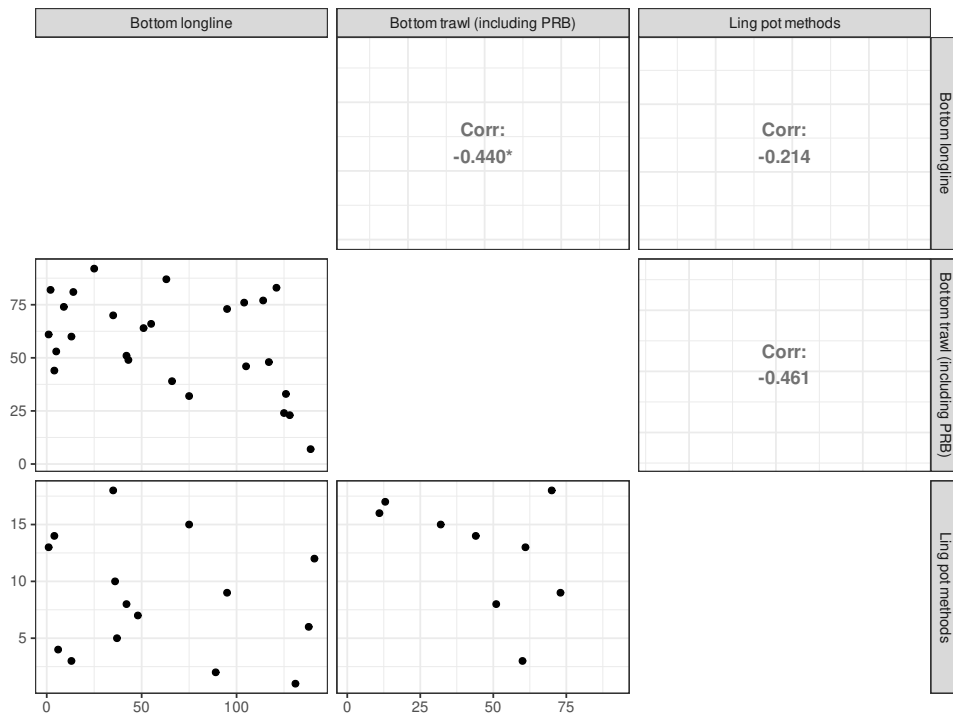 Bottom longline
Bottom trawl (including PRB)
Ling pot methods
Corr:
-0.440*
Corr:
-0.214
Bottom longline
75
50
25
0
Corr:
-0.461
Bottom trawl (including PRB)
15
10
5
Ling pot methods
0
50
100
0
25
50
75